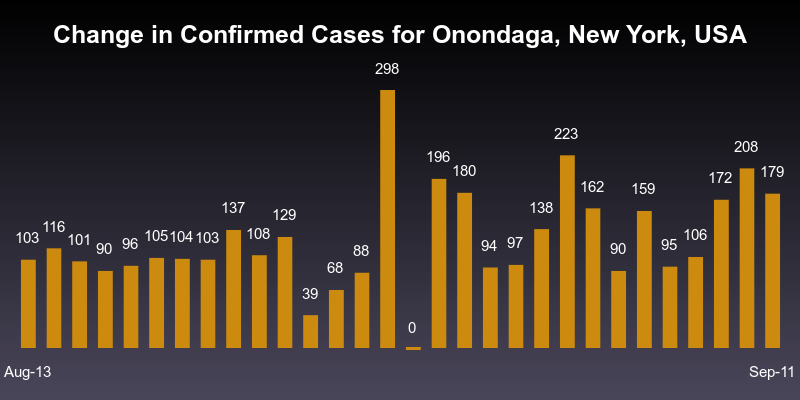 Change in Confirmed Cases for Onondaga, New York, USA
103 116 101 90 96 105 104 103 137 108 129 39 68 88 298 0 196 180 94 97 138 223 162 90 159 95 106 172 208 179
Aug-13 Sep-11